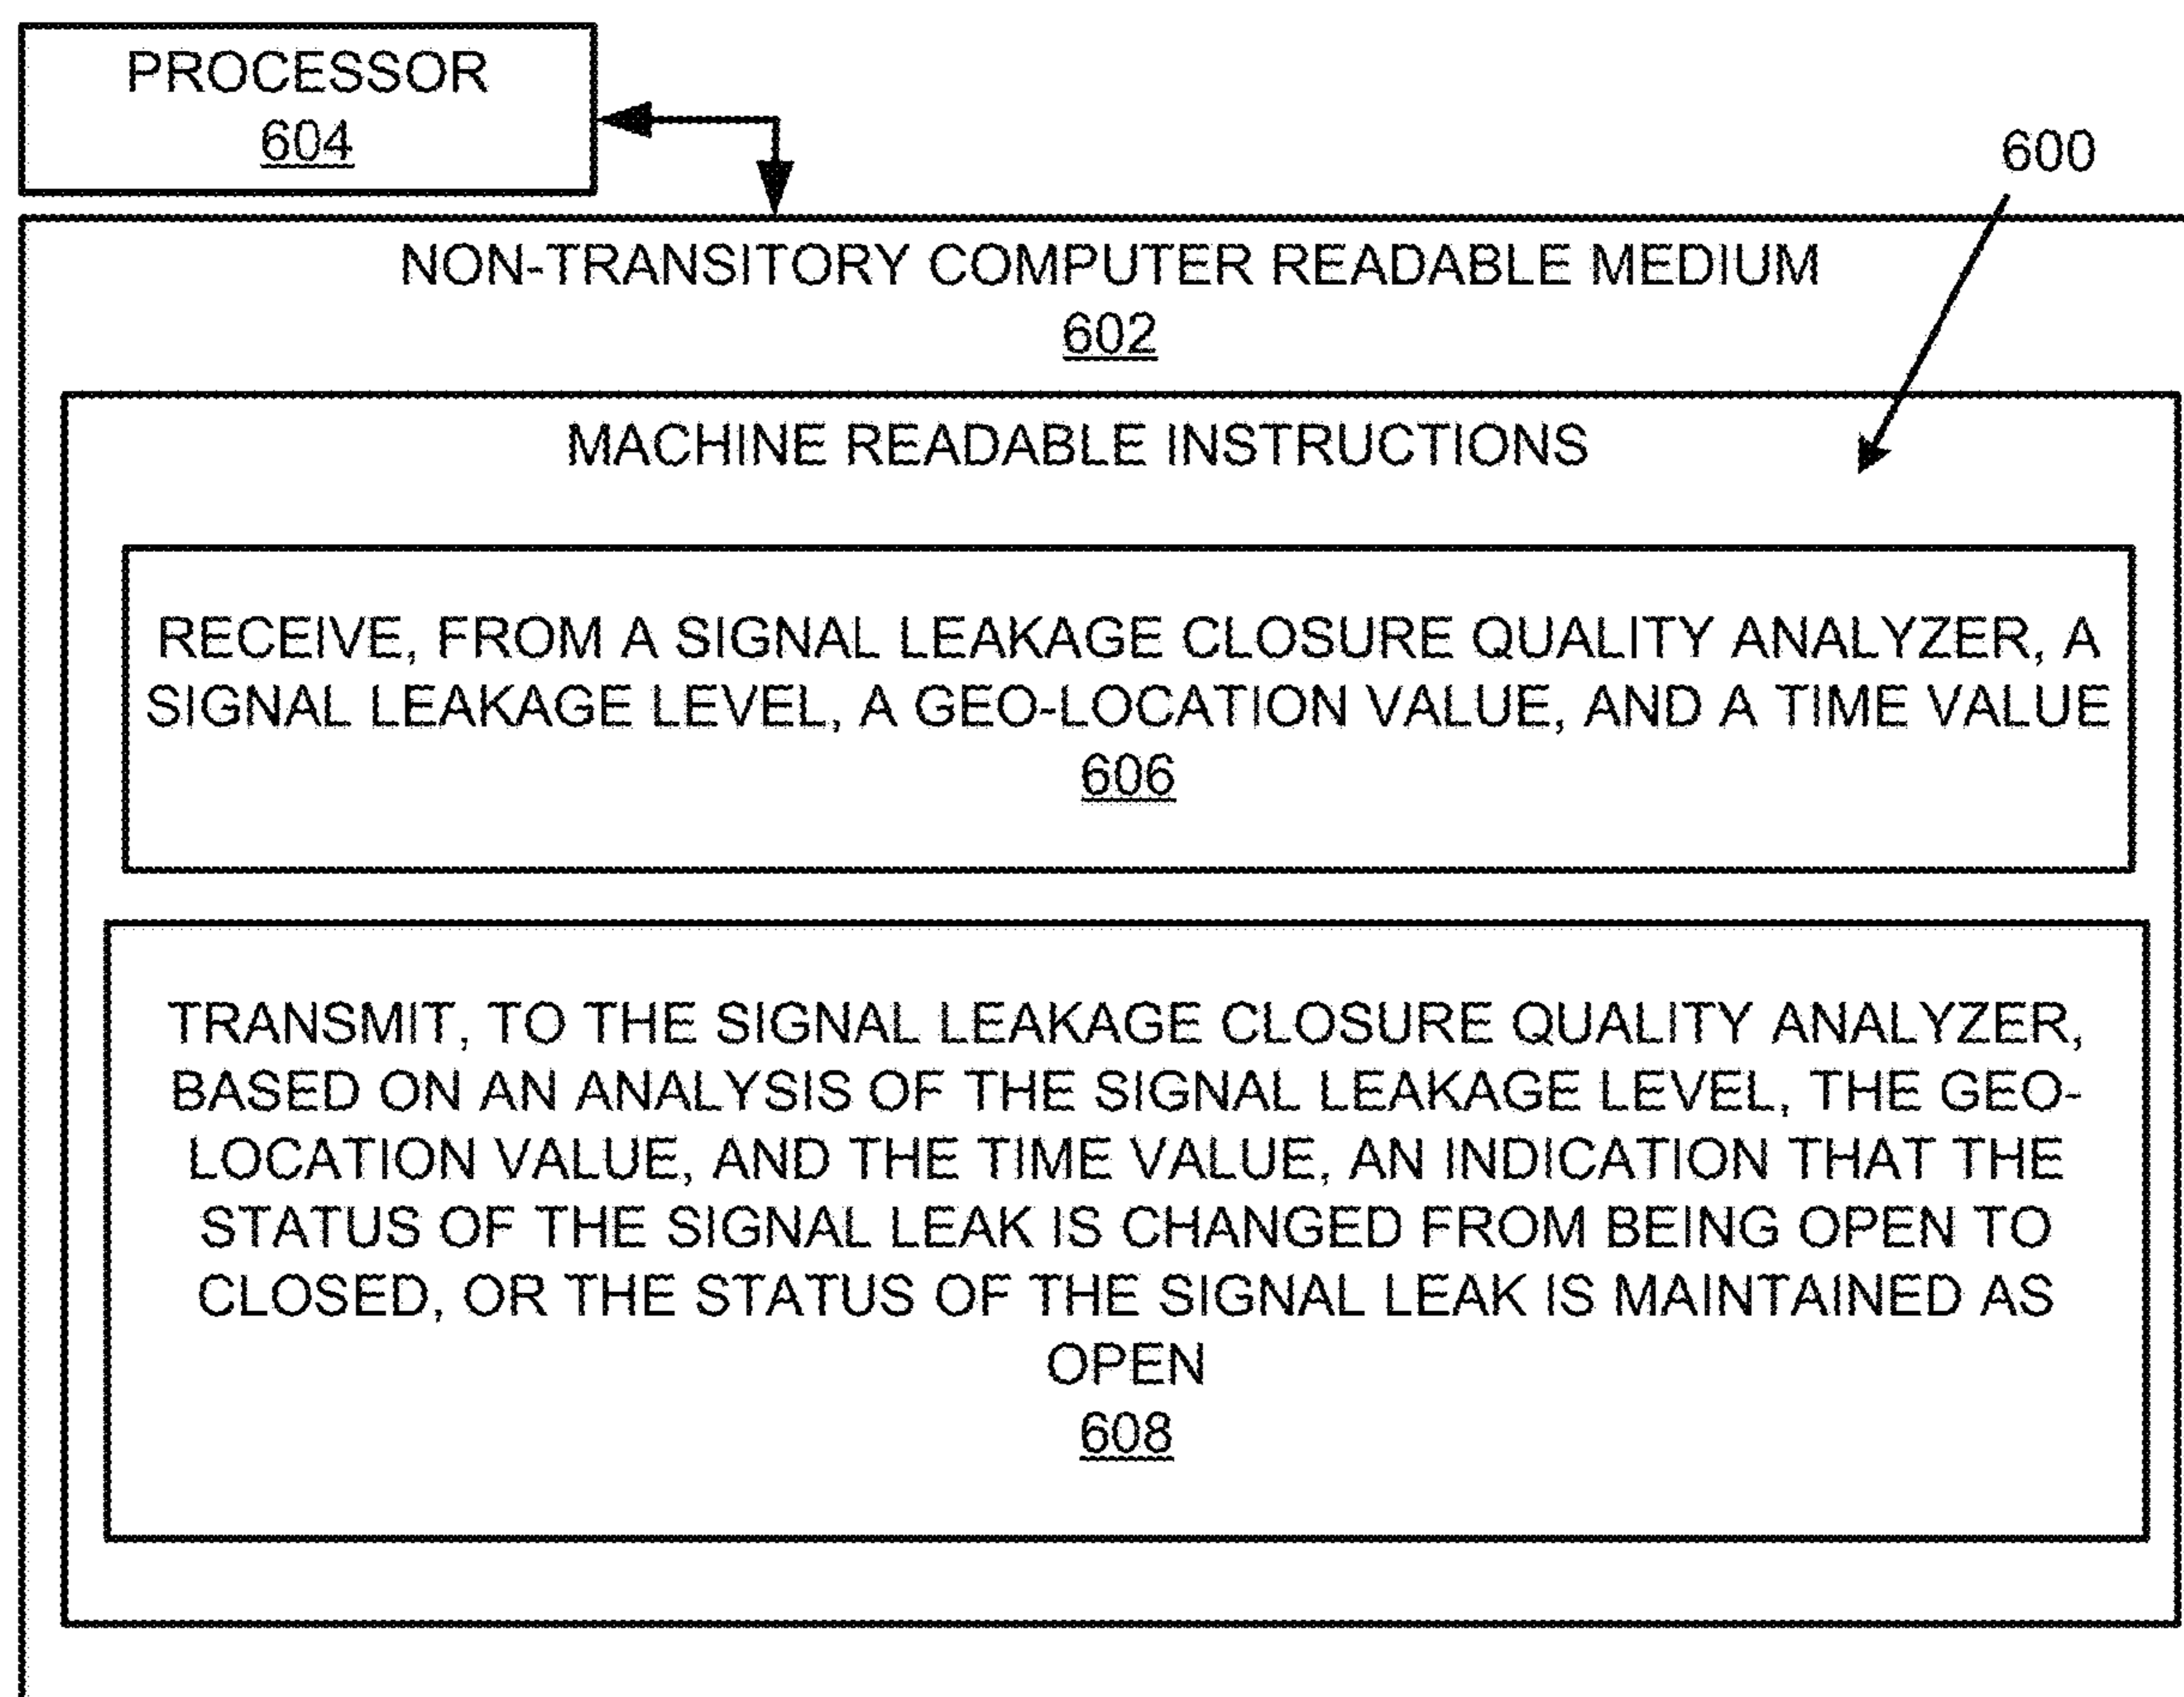 PROCESSOR
604
600
NON-TRANSITORY COMPUTER READABLE MEDIUM
602
MACHINE READABLE INSTRUCTIONS
RECEIVE, FROM A SIGNAL LEAKAGE CLOSURE QUALITY ANALYZER, A
SIGNAL LEAKAGE LEVEL, A GEO-LOCATION VALUE, AND A TIME VALUE
606
TRANSMIT, TO THE SIGNAL LEAKAGE CLOSURE QUALITY ANALYZER,
BASED ON AN ANALYSIS OF THE SIGNAL LEAKAGE LEVEL, THE GEO-
LOCATION VALUE, AND THE TIME VALUE, AN INDICATION THAT THE
STATUS OF THE SIGNAL LEAK IS CHANGED FROM BEING OPEN TO
CLOSED, OR THE STATUS OF THE SIGNAL LEAK IS MAINTAINED AS
OPEN
608